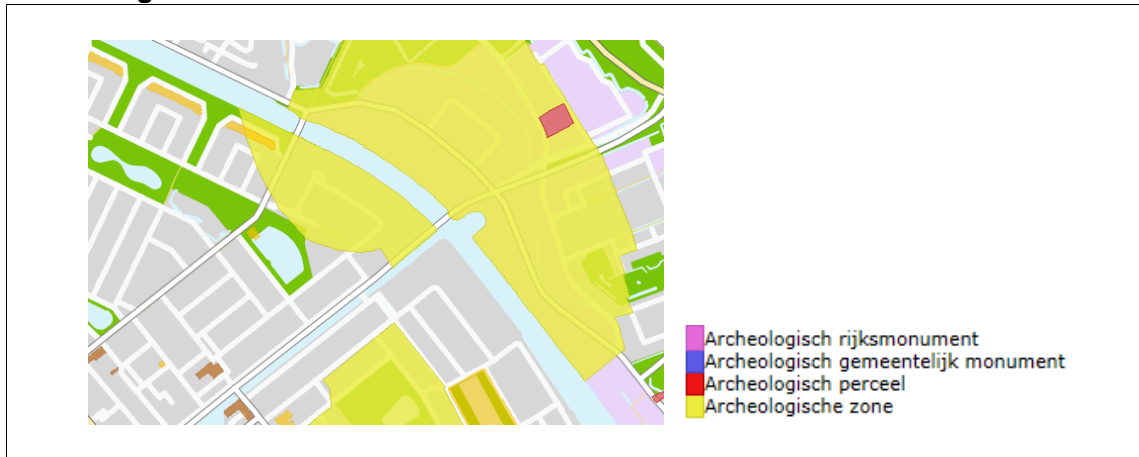 Archeologisch rijksmonument
Archeologisch gemeentelijk monument
Archeologisch perceel
Archeologische zone